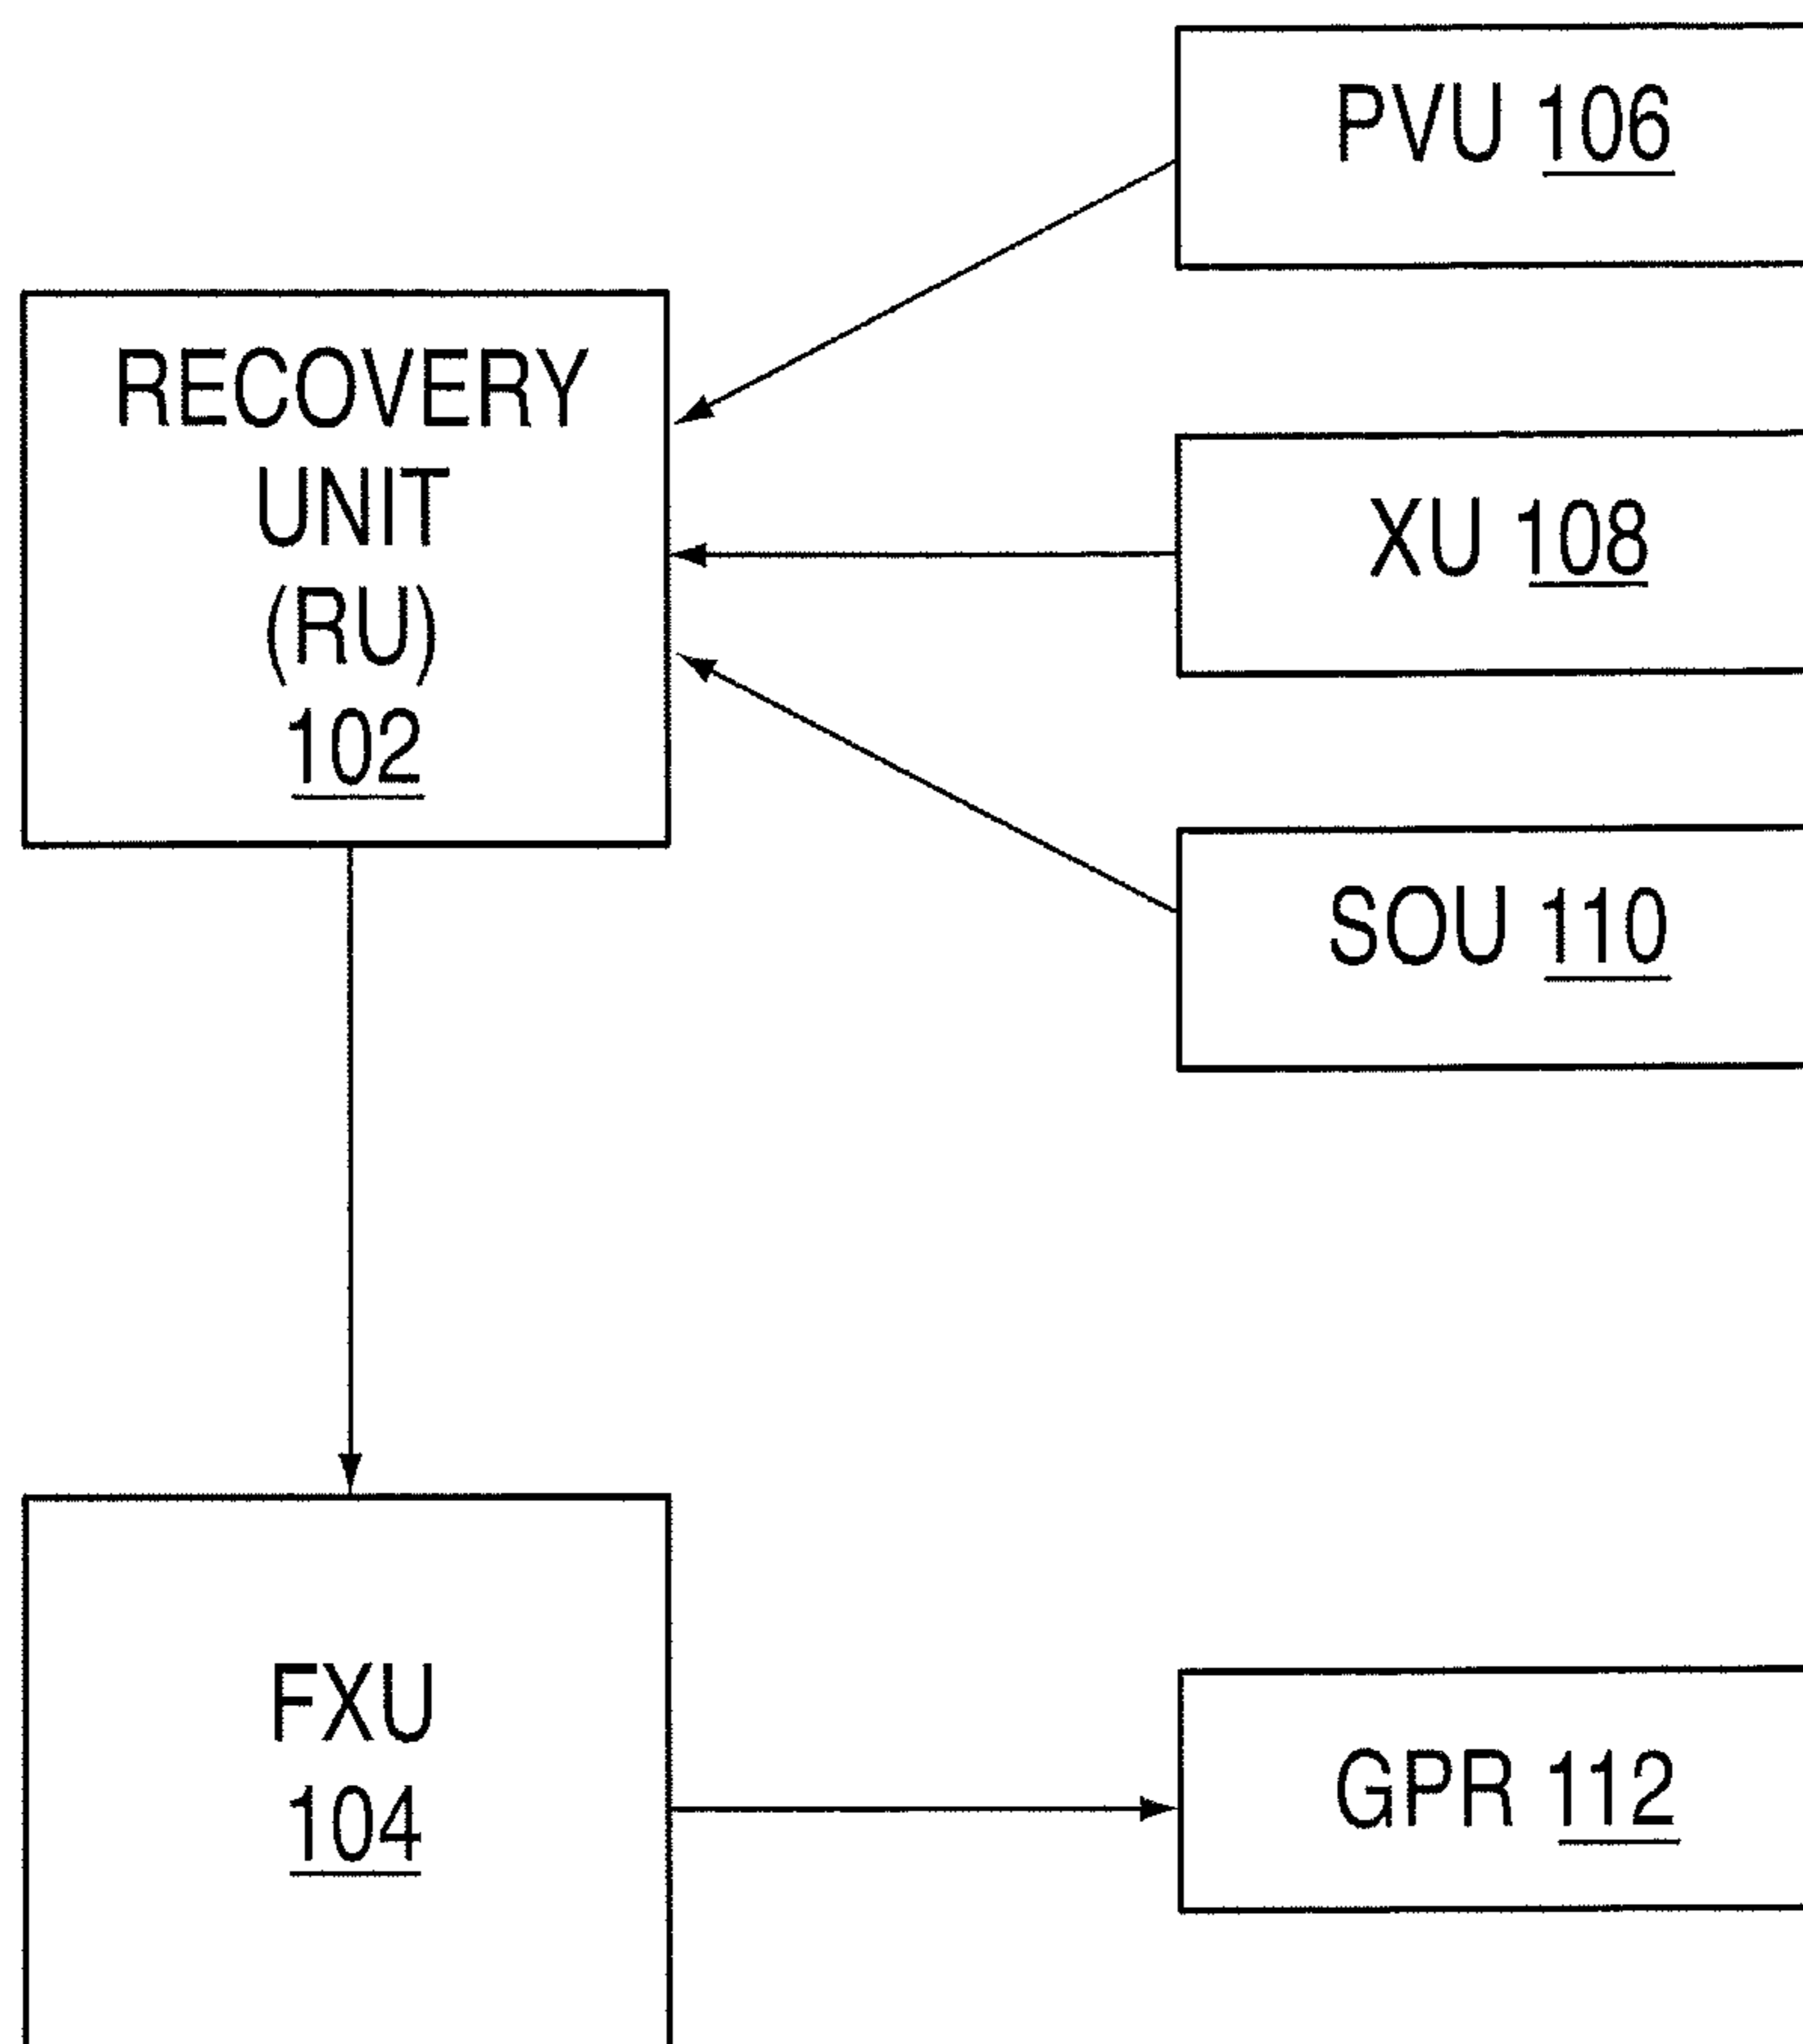 PVU 106
RECOVERY
UNIT
(RU)
102
XU 108
SOU 110
FXU
104
GPR 112